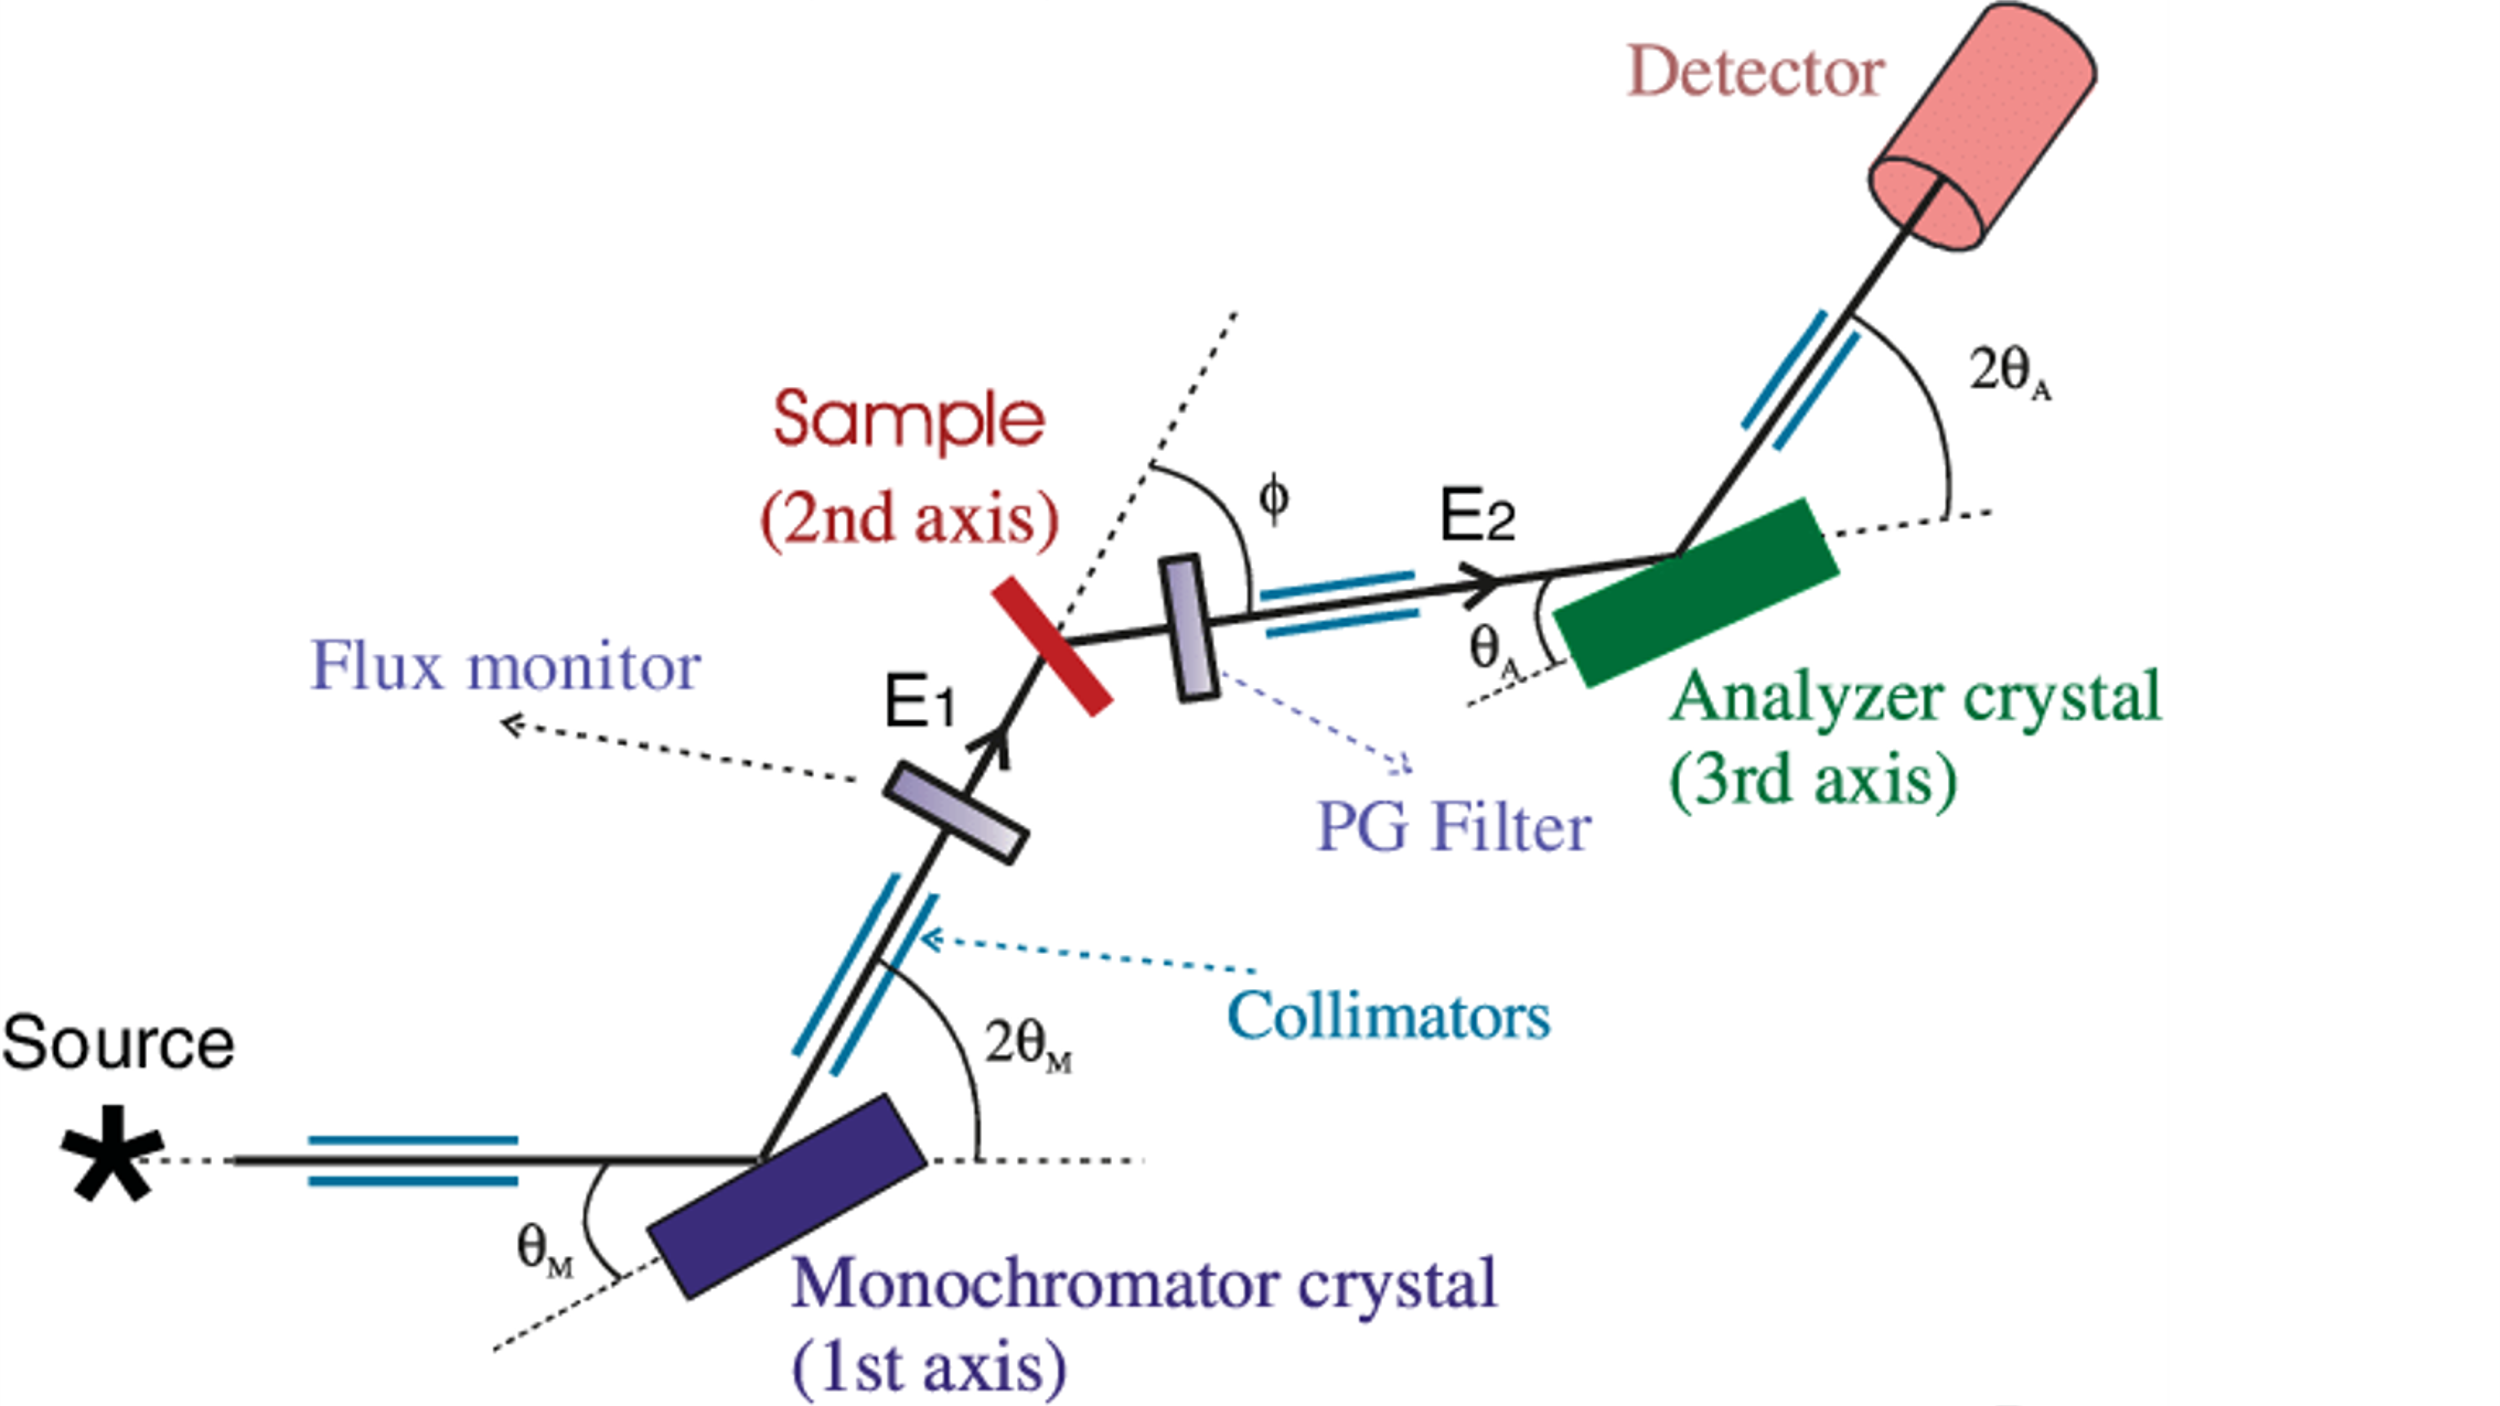 Detector
2θA
Sample
(2nd axis)
ϕ
E2
θA
Flux monitor
E1
Analyzer crystal
(3rd axis)
PG Filter
Collimators
Source
2θM
θM
Monochromator crystal
(1st axis)